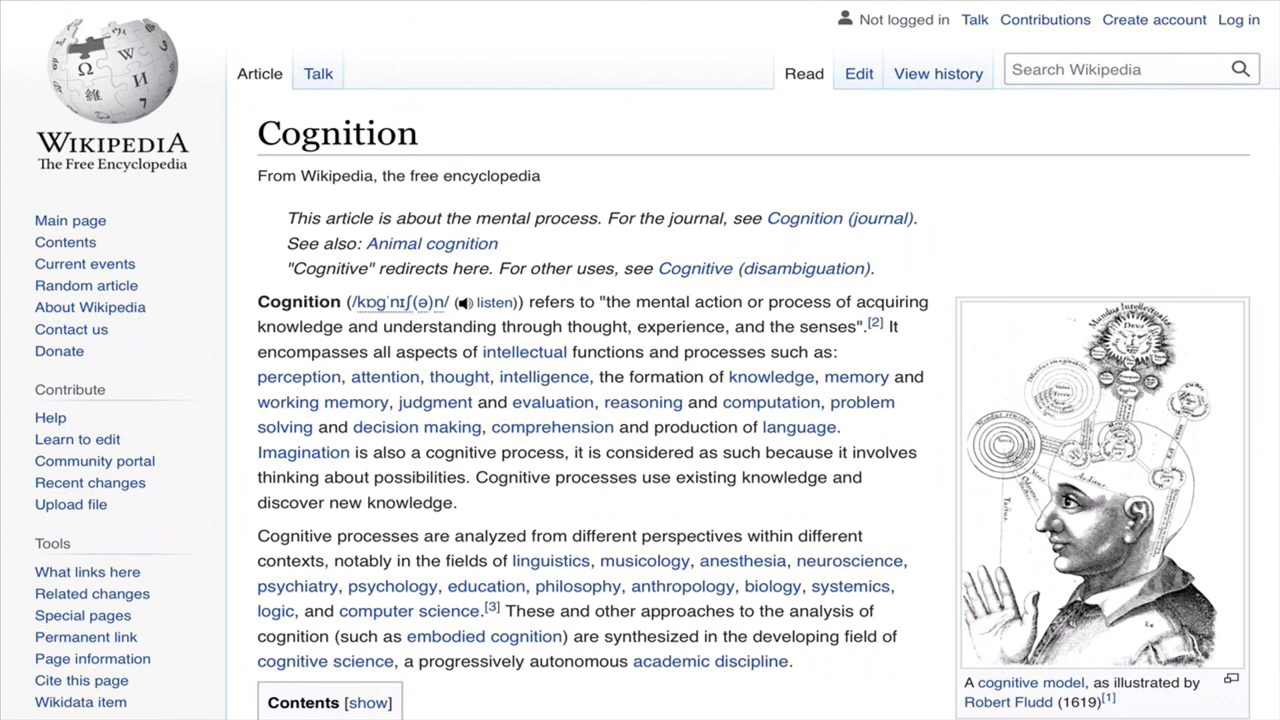 Not logged in Talk Contributions Create account Log in
Article Talk Read Edit View history Search Wikipedia
WIKIPEDIA
The Free Encyclopedia
Main page
Contents
Current events
Random article
About Wikipedia
Contact us
Donate
Contribute
Help
Learn to edit
Community portal
Recent changes
Upload file
Tools
What links here
Related changes
Special pages
Permanent link
Page information
Cite this page
Wikidata item
Cognition
From Wikipedia, the free encyclopedia
This article is about the mental process. For the journal, see Cognition (journal).
See also: Animal cognition
"Cognitive" redirects here. For other uses, see Cognitive (disambiguation).
Cognition (/kɒɡˈnɪʃ(ə)n/ (listen)) refers to "the mental action or process of acquiring
knowledge and understanding through thought, experience, and the senses".[2] It
encompasses all aspects of intellectual functions and processes such as:
perception, attention, thought, intelligence, the formation of knowledge, memory and
working memory, judgment and evaluation, reasoning and computation, problem
solving and decision making, comprehension and production of language.
Imagination is also a cognitive process, it is considered as such because it involves
thinking about possibilities. Cognitive processes use existing knowledge and
discover new knowledge.
Cognitive processes are analyzed from different perspectives within different
contexts, notably in the fields of linguistics, musicology, anesthesia, neuroscience,
psychiatry, psychology, education, philosophy, anthropology, biology, systemics,
logic, and computer science.[3] These and other approaches to the analysis of
cognition (such as embodied cognition) are synthesized in the developing field of
cognitive science, a progressively autonomous academic discipline.
Contents [show]
Mundus Intellectualis
Deus
A cognitive model, as illustrated by
Robert Fludd (1619)[1]